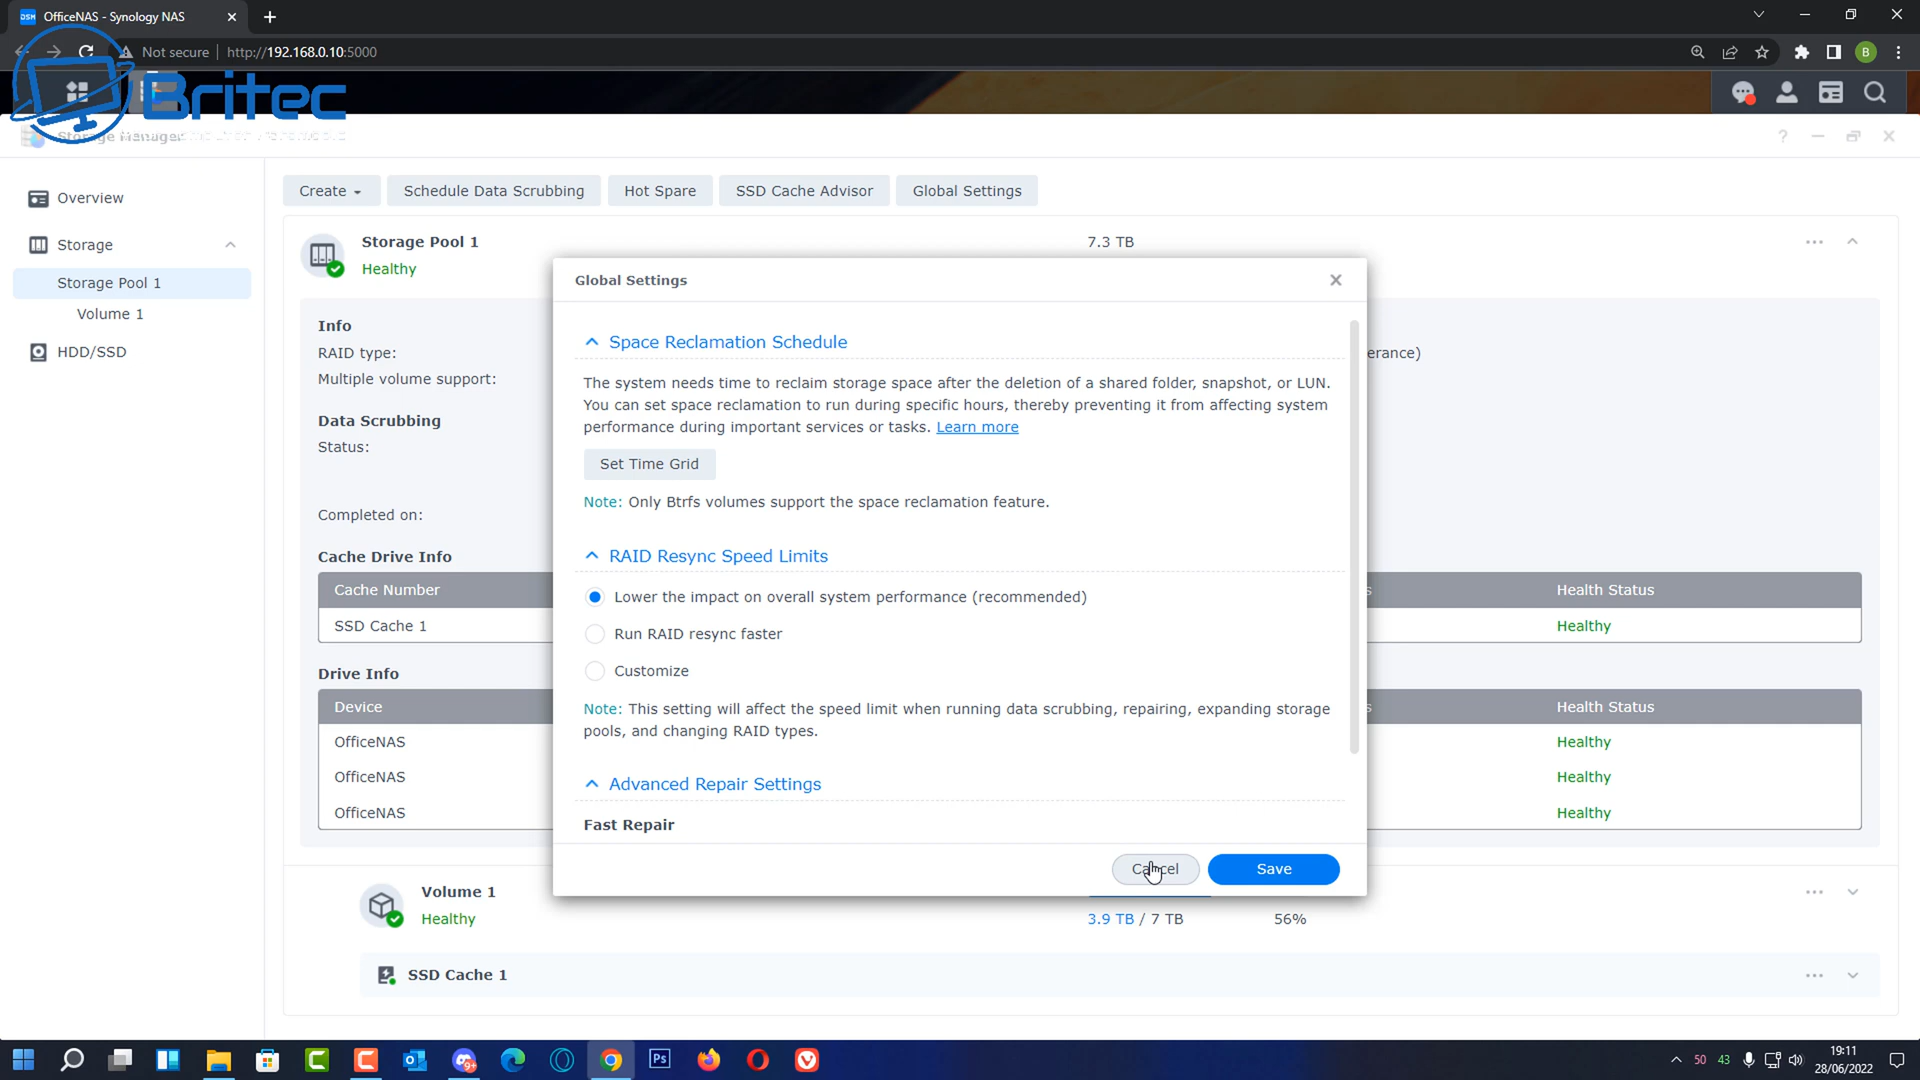 OfficeNAS - Synology NAS
Not secure
http://192.168.0.10:5000
B
Britec
Storage Manager
Overview
Storage
Storage Pool 1
Volume 1
HDD/SSD
Create
Schedule Data Scrubbing
Hot Spare
SSD Cache Advisor
Global Settings
Storage Pool 1
7.3 TB
Healthy
Info
RAID type:
erance)
Multiple volume support:
Data Scrubbing
Status:
Completed on:
Cache Drive Info
Cache Number
s
Health Status
SSD Cache 1
Healthy
Drive Info
Device
s
Health Status
OfficeNAS
Healthy
OfficeNAS
Healthy
OfficeNAS
Healthy
Global Settings
Space Reclamation Schedule
The system needs time to reclaim storage space after the deletion of a shared folder, snapshot, or LUN.
You can set space reclamation to run during specific hours, thereby preventing it from affecting system
performance during important services or tasks. Learn more
Set Time Grid
Note: Only Btrfs volumes support the space reclamation feature.
RAID Resync Speed Limits
Lower the impact on overall system performance (recommended)
Run RAID resync faster
Customize
Note: This setting will affect the speed limit when running data scrubbing, repairing, expanding storage
pools, and changing RAID types.
Advanced Repair Settings
Fast Repair
Cancel
Save
Volume 1
Healthy
3.9 TB / 7 TB
56%
SSD Cache 1
9+
Ps
50 43
19:11
28/06/2022